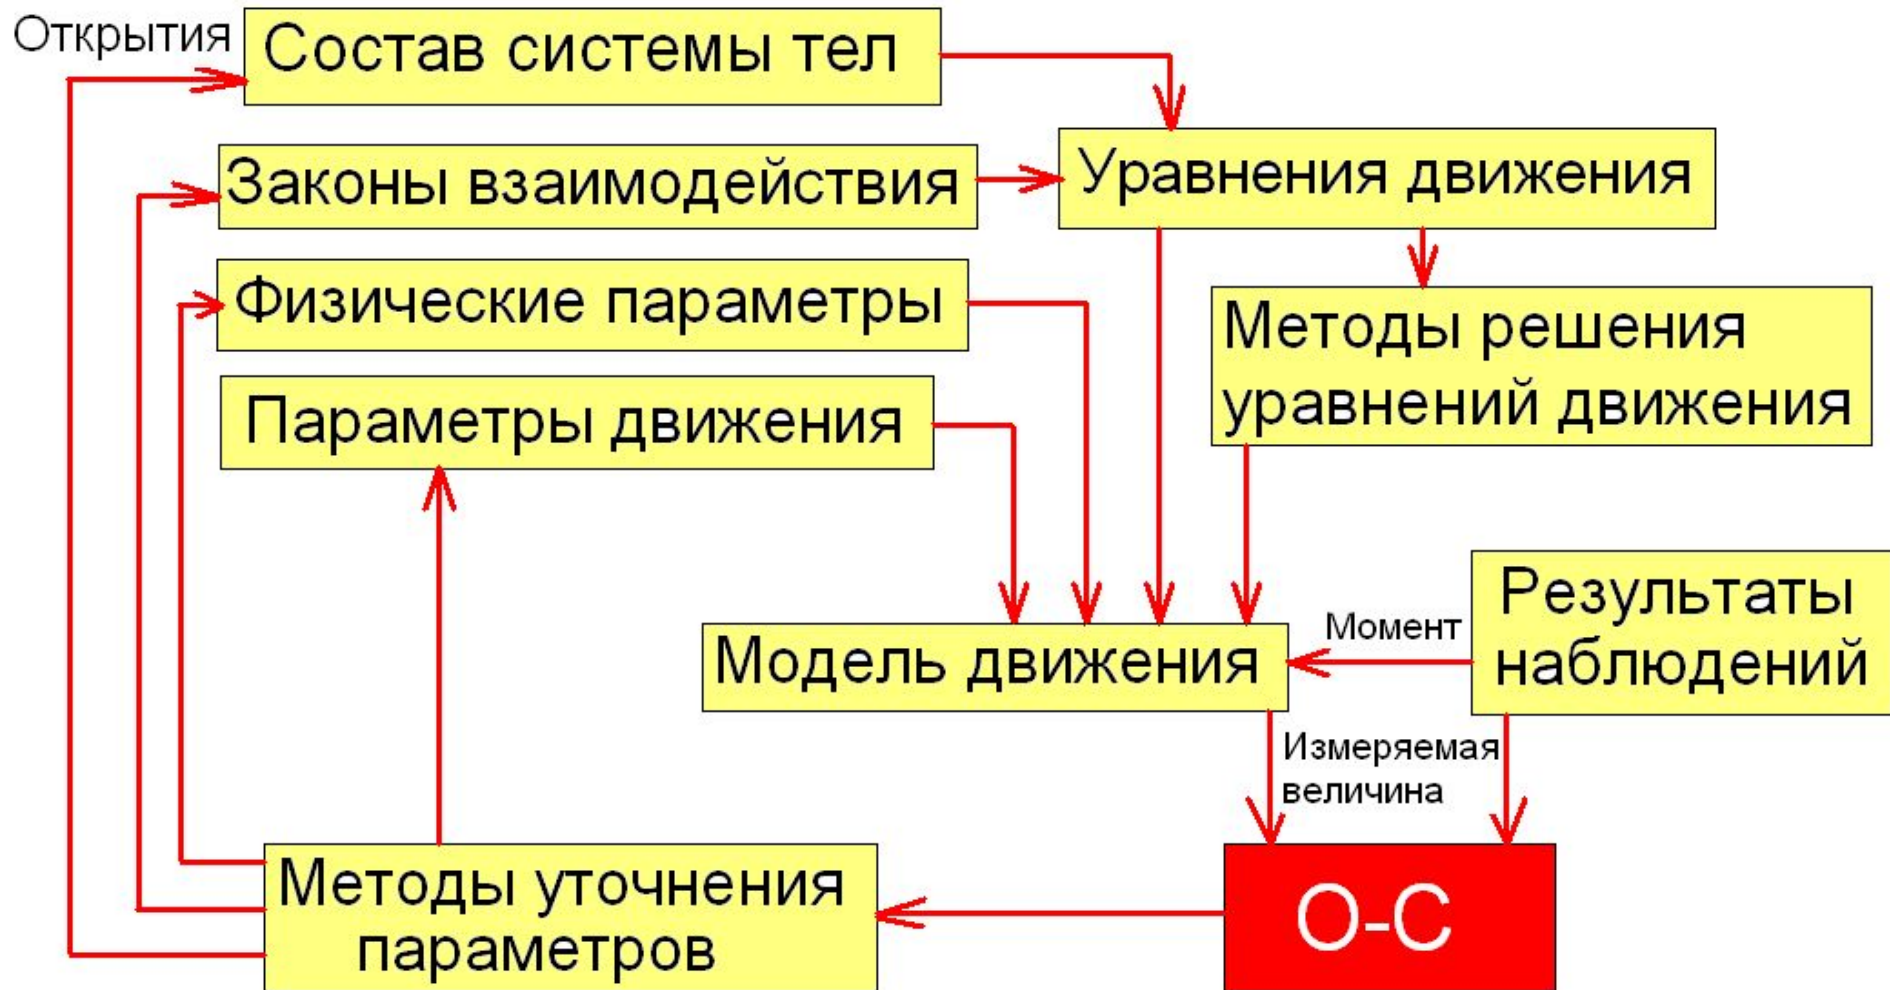 Открытия
Состав системы тел
Законы взаимодействия
Уравнения движения
Физические параметры
Методы решения
уравнений движения
Параметры движения
Результаты
наблюдений
Момент
Модель движения
Измеряемая
величина
Методы уточнения
параметров
О-С